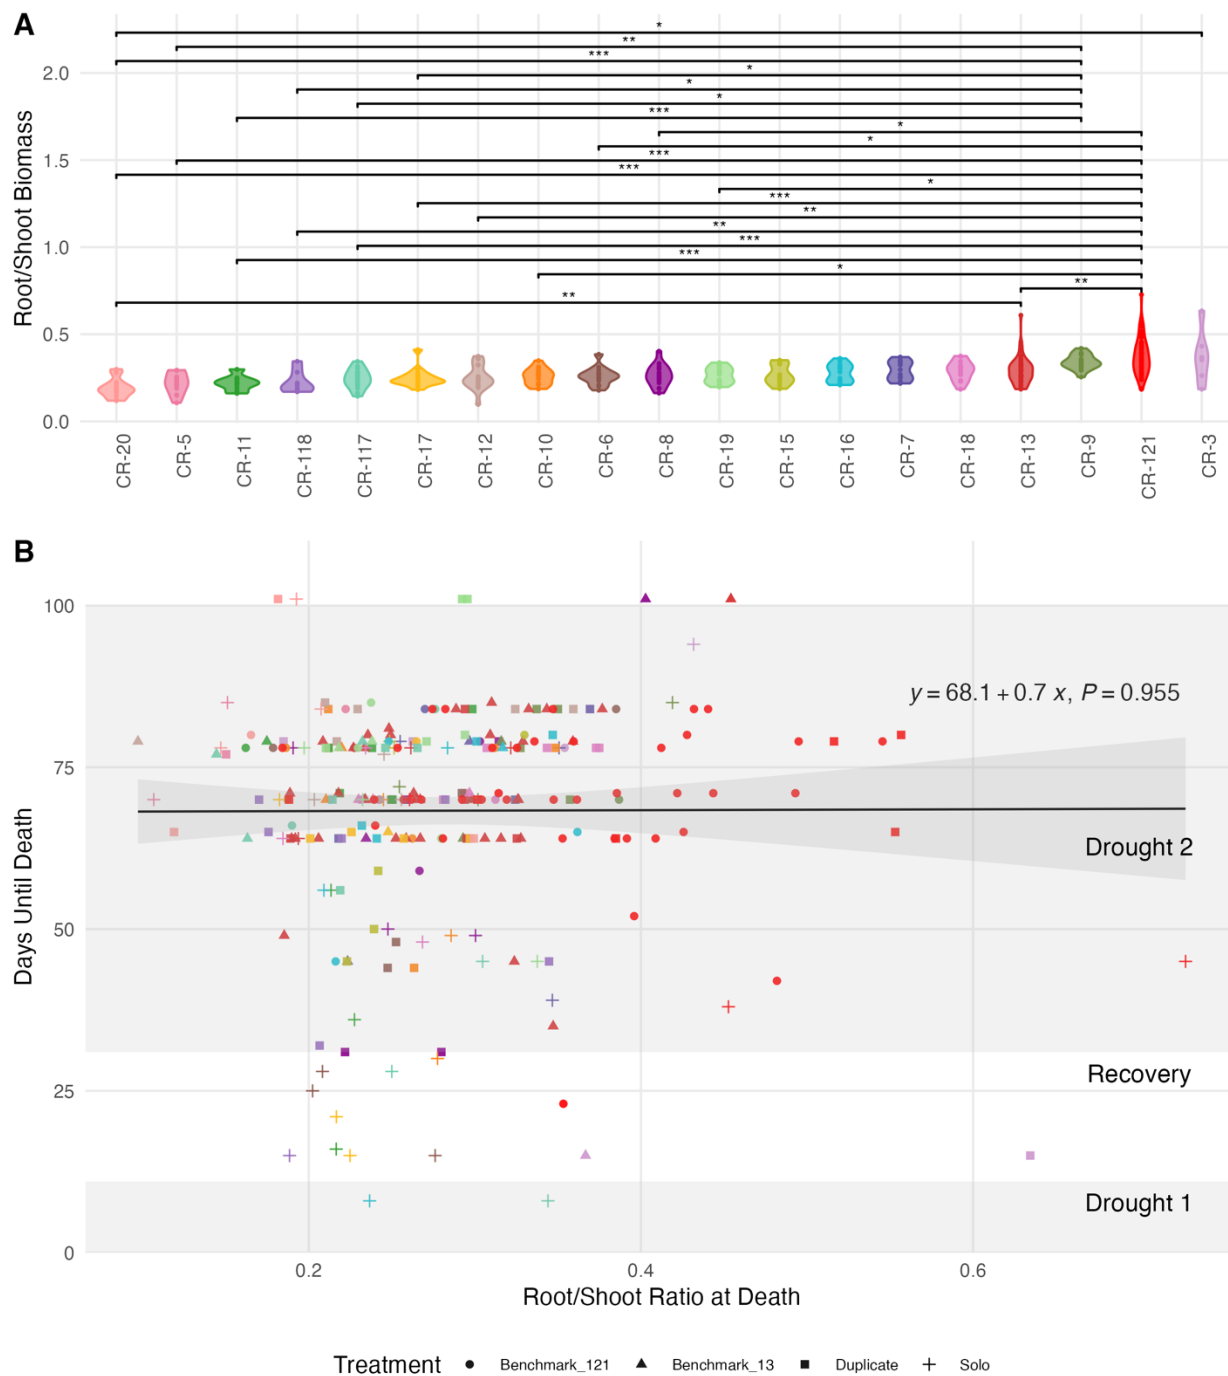 A
*
**
***
*
*
*
***
*
*
***
***
*
***
**
**
***
***
*
**
**
Root/Shoot Biomass
2.0
1.5
1.0
0.5
0.0
CR-20
CR-5
CR-11
CR-118
CR-117
CR-17
CR-12
CR-10
CR-6
CR-8
CR-19
CR-15
CR-16
CR-7
CR-18
CR-13
CR-9
CR-121
CR-3
B
Days Until Death
100
75
50
25
0
y = 68.1 + 0.7 x, P = 0.955
Drought 2
Recovery
Drought 1
0.2 0.4 0.6
Root/Shoot Ratio at Death
Treatment Benchmark_121 Benchmark_13 Duplicate Solo